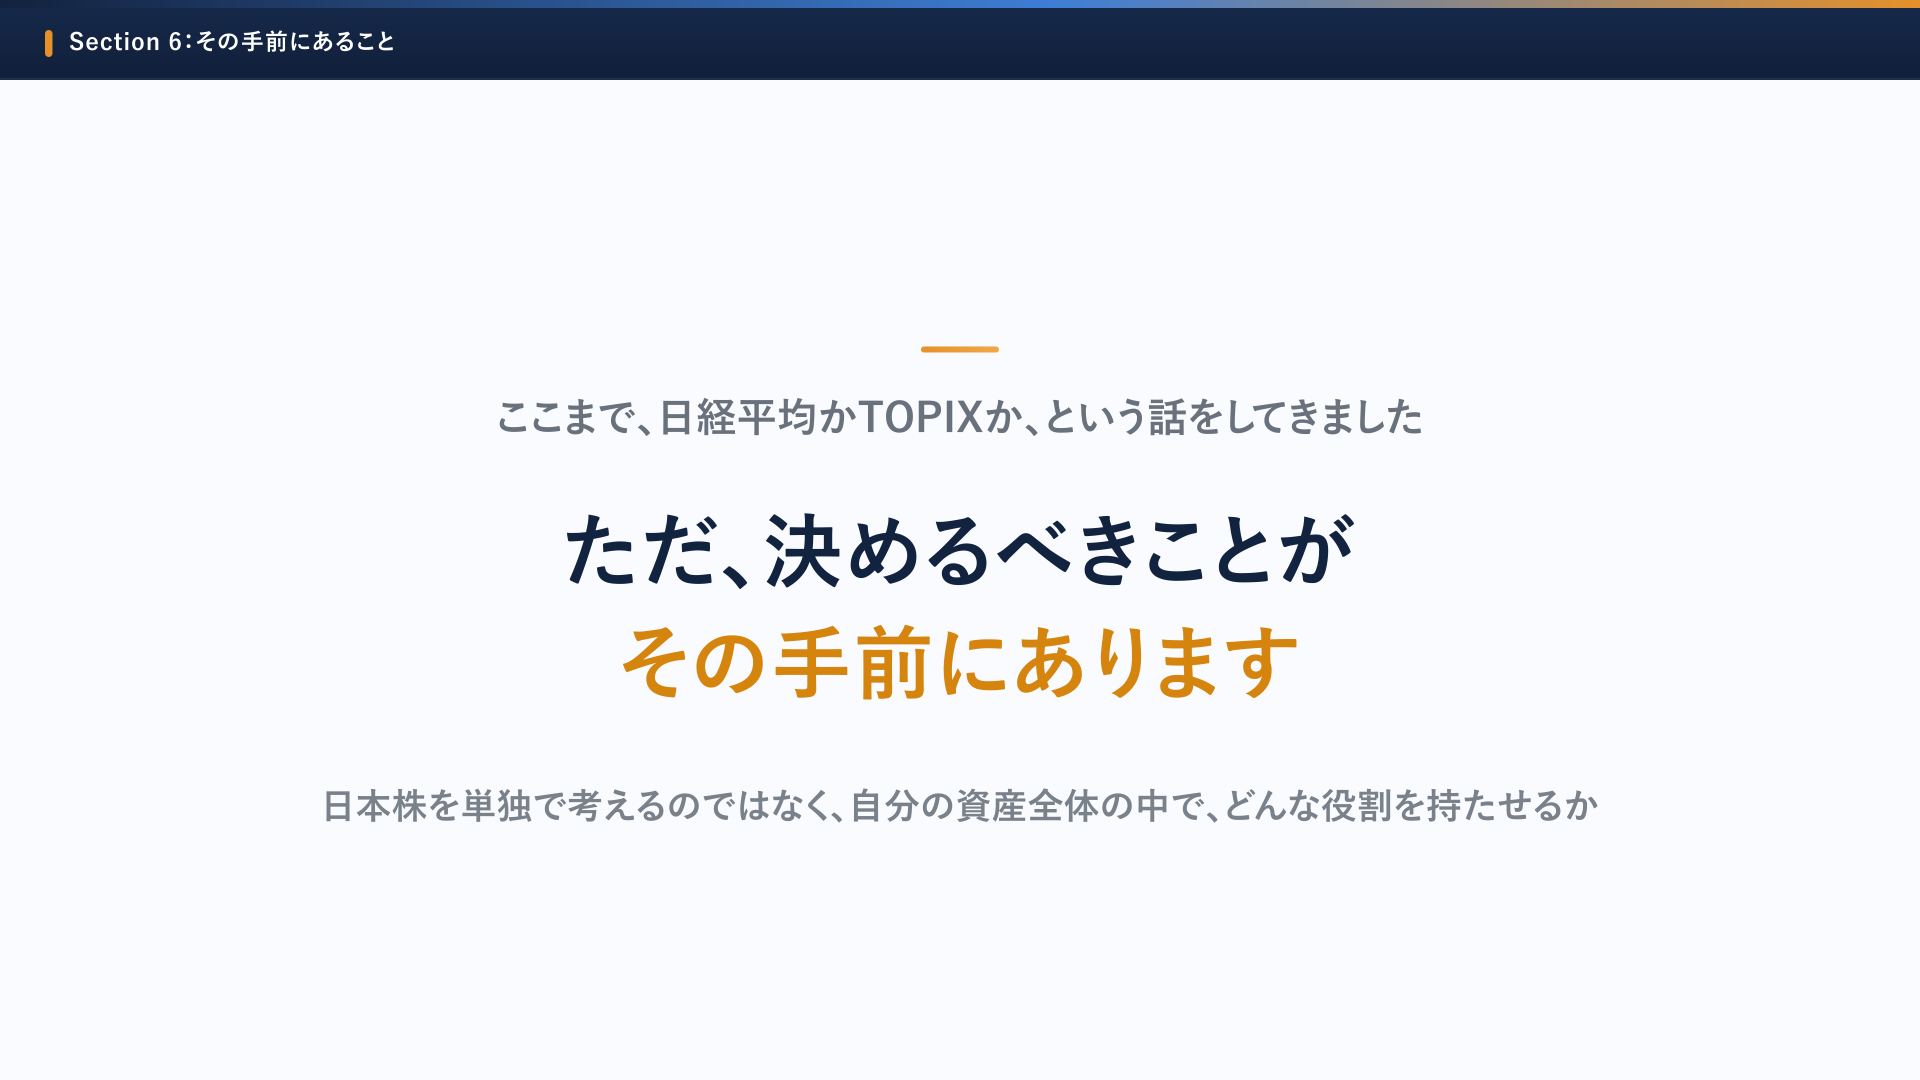 Section 6：その手前にあること
ここまで、日経平均かTOPIXか、という話をしてきました
ただ、決めるべきことが
その手前にあります
日本株を単独で考えるのではなく、自分の資産全体の中で、どんな役割を持たせるか